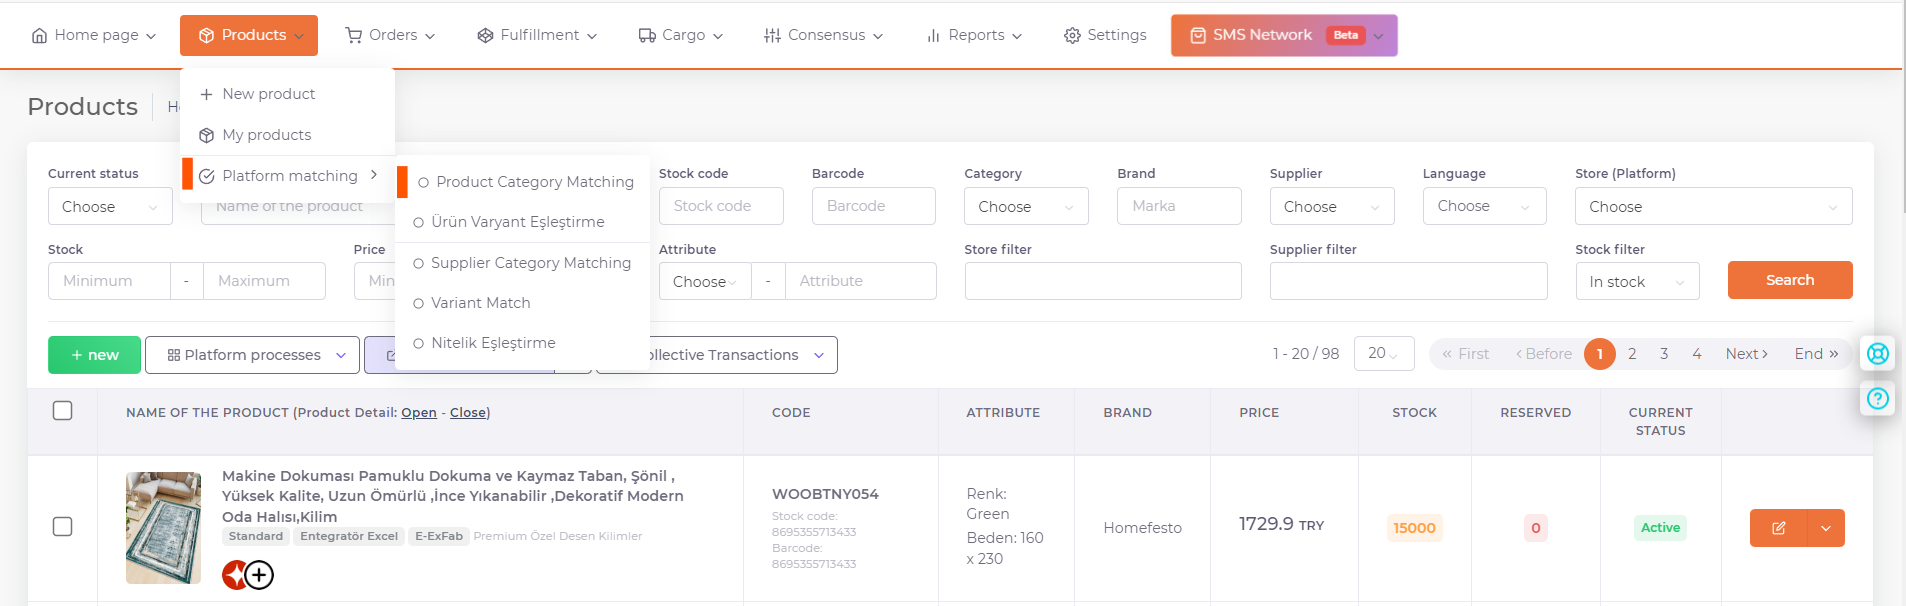 Home page
Products
Orders
Fulfillment
Cargo
Consensus
Reports
Settings
SMS Network Beta
New product
My products
Platform matching
Products
Product Category Matching
Ürün Varyant Eşleştirme
Supplier Category Matching
Variant Match
Nitelik Eşleştirme
Current status
Choose
Name of the product
Stock code
Stock code
Barcode
Barcode
Category
Choose
Brand
Marka
Supplier
Choose
Language
Choose
Store (Platform)
Choose
Stock
Minimum - Maximum
Price
Attribute
Choose - Attribute
Store filter
Supplier filter
Stock filter
In stock
Search
+ new
Platform processes
Transactions
1 - 20 / 98
20
« First
‹ Before
1 2 3 4
Next ›
End »
NAME OF THE PRODUCT (Product Detail: Open - Close)
CODE
ATTRIBUTE
BRAND
PRICE
STOCK
RESERVED
CURRENT
STATUS
Makine Dokuması Pamuklu Dokuma ve Kaymaz Taban, Şönil ,
Yüksek Kalite, Uzun Ömürlü ,İnce Yıkanabilir ,Dekoratif Modern
Oda Halısı,Kilim
Standard Entegratör Excel E-ExFab Premium Özel Desen Kilimler
WOOBTNY054
Stock code:
8695355713433
Barcode:
8695355713433
Renk:
Green
Beden: 160
x 230
Homefesto
1729.9 TRY
15000
0
Active